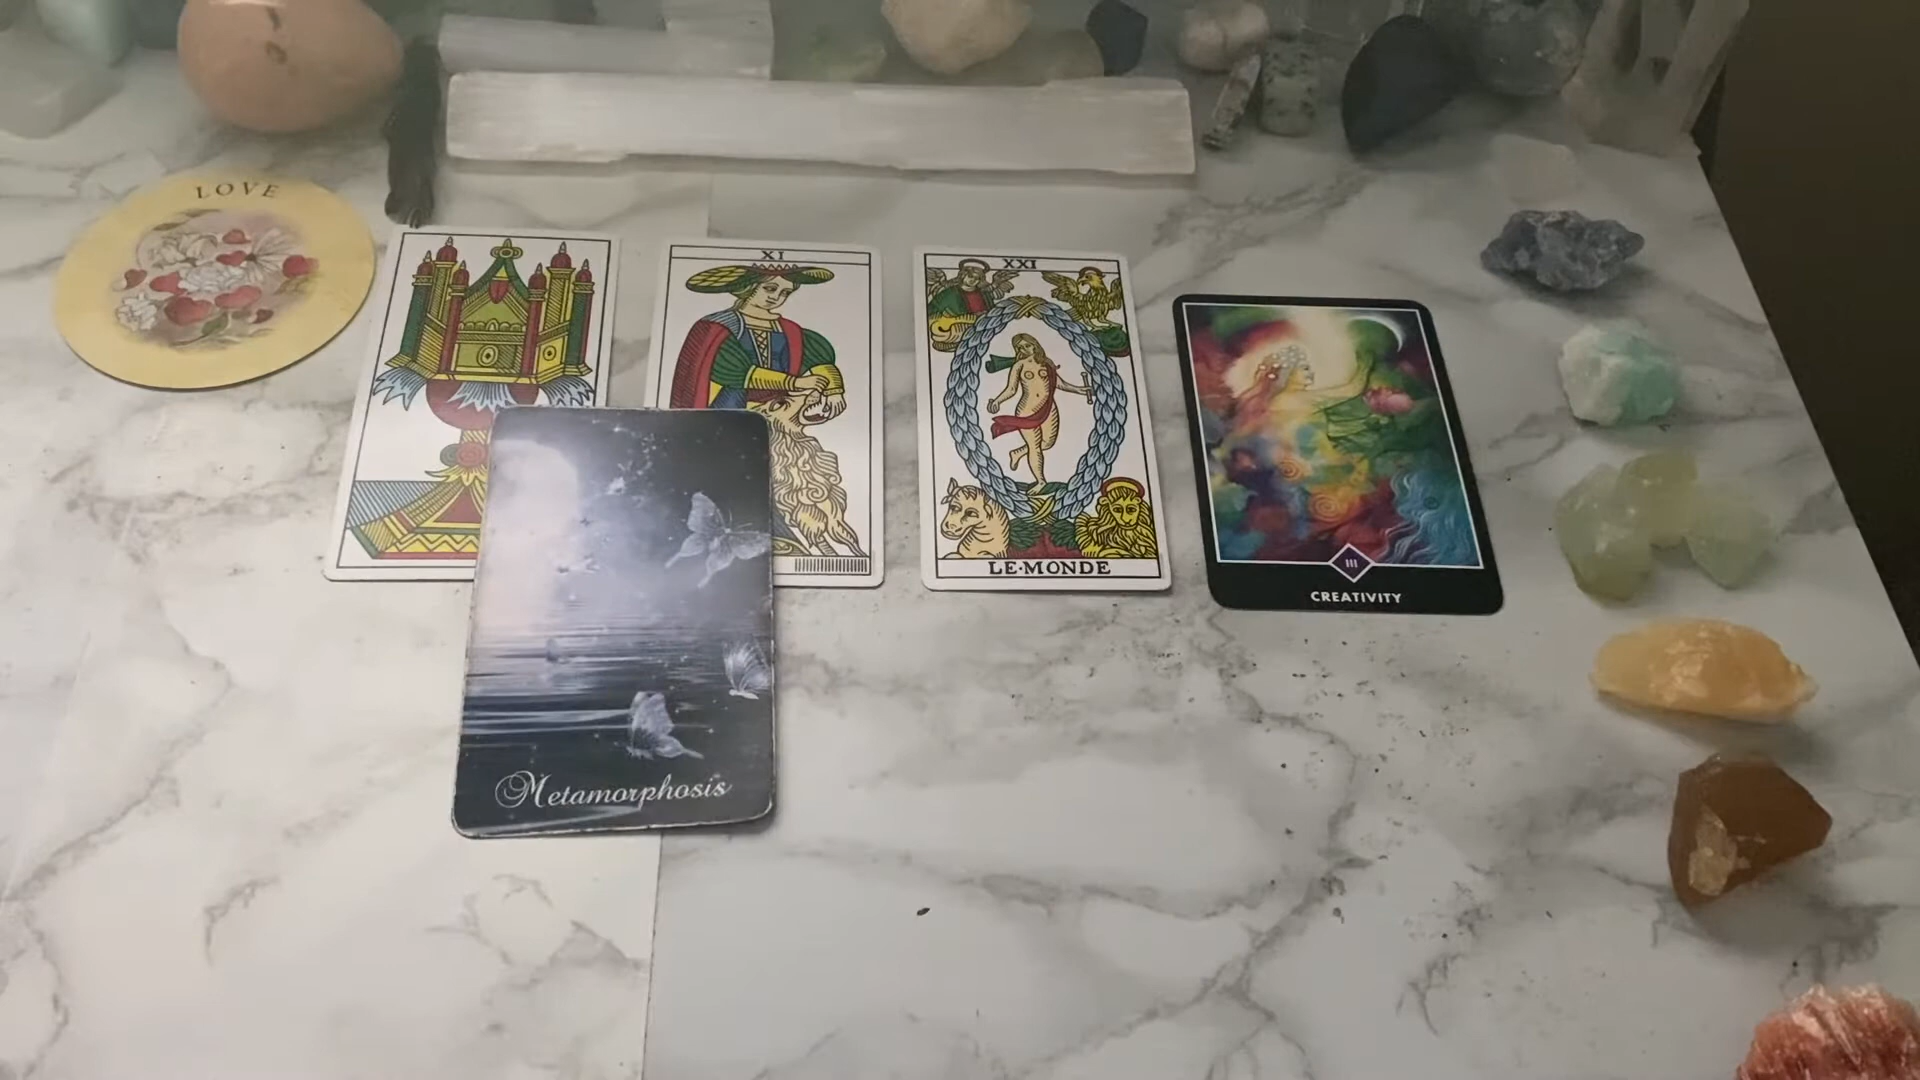 LOVE
XI
XXI
LE·MONDE
III
CREATIVITY
Metamorphosis